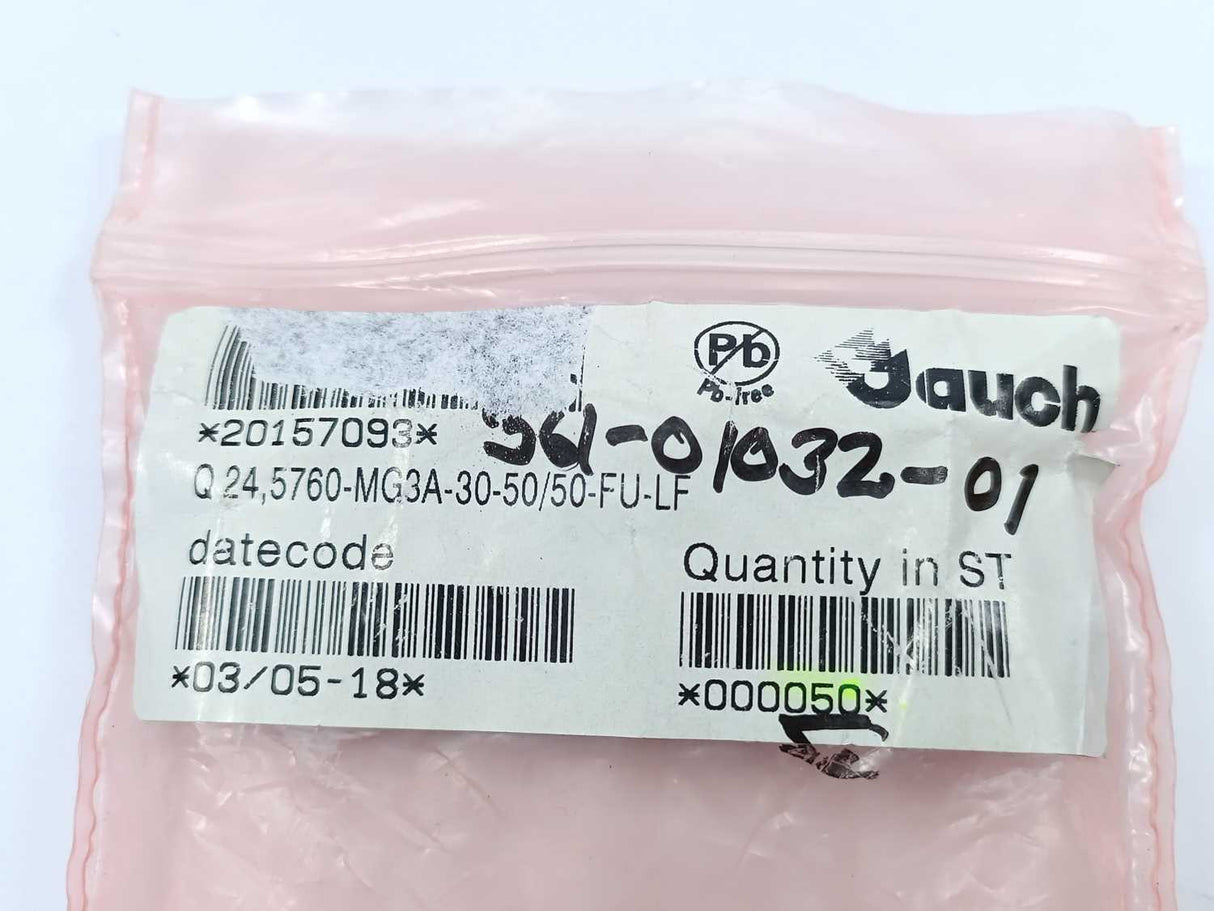 Pb
Pb-free
Jauch
*20157093*
-01032-01
Q 24,5760-MG3A-30-50/50-FU-LF
datecode
Quantity in ST
*03/05-18*
*000050*